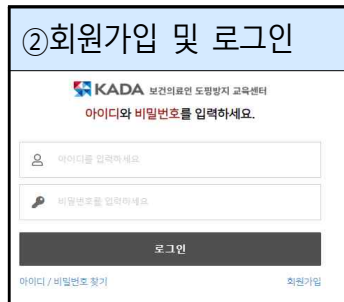 ②회원가입 및 로그인
KADA 보건의료인 도핑방지 교육센터
아이디와 비밀번호를 입력하세요.
아이디를 입력하세요
비밀번호를 입력하세요
로그인
아이디 / 비밀번호 찾기 회원가입